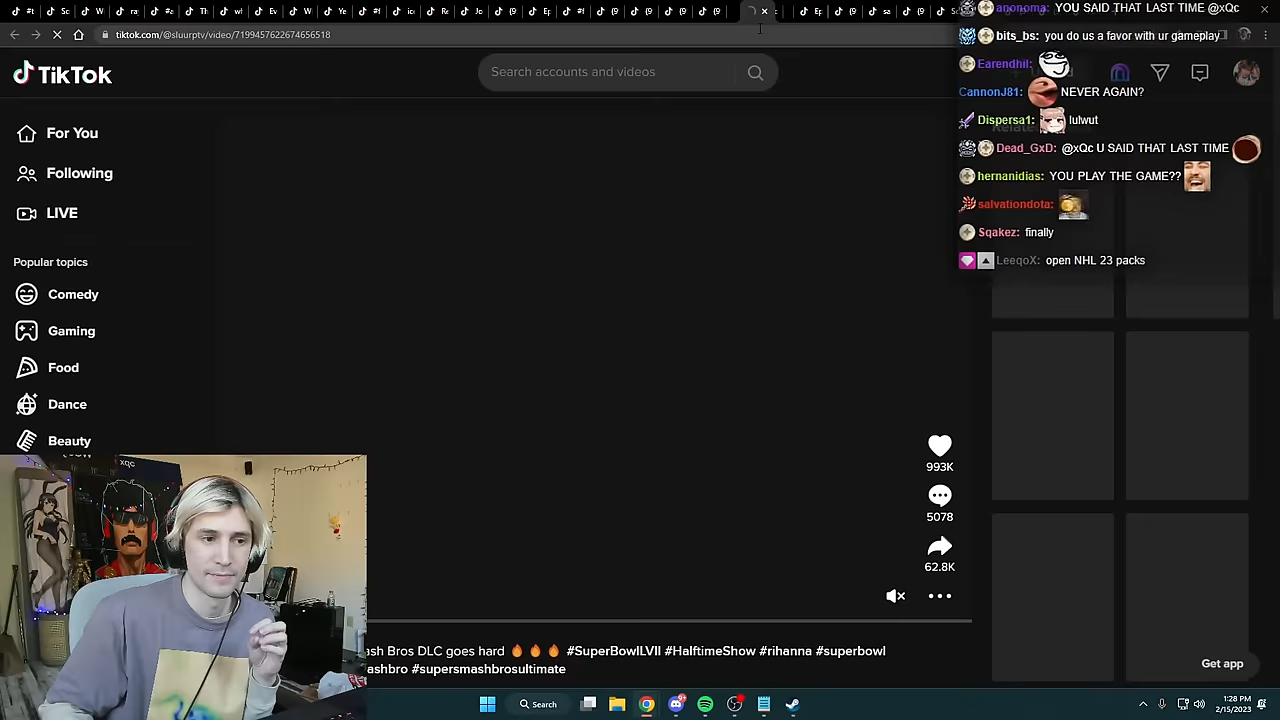 tiktok.com/@sluurptv/video/7199457622674656518
TikTok
Search accounts and videos
For You
Following
LIVE
Popular topics
Comedy
Gaming
Food
Dance
Beauty
anonoma: YOU SAID THAT LAST TIME @xQc
bits_bs: you do us a favor with ur gameplay
Earendhil:
CannonJ81: NEVER AGAIN?
Dispersa1: lulwut
Dead_GxD: @xQc U SAID THAT LAST TIME
hernanidias: YOU PLAY THE GAME??
salvationdota:
Sqakez: finally
LeeqoX: open NHL 23 packs
993K
5078
62.8K
ash Bros DLC goes hard 🔥🔥🔥 #SuperBowlLVII #HalftimeShow #rihanna #superbowl
ashbro #supersmashbrosultimate
Get app
xqc
Search
1:28 PM
2/15/2023